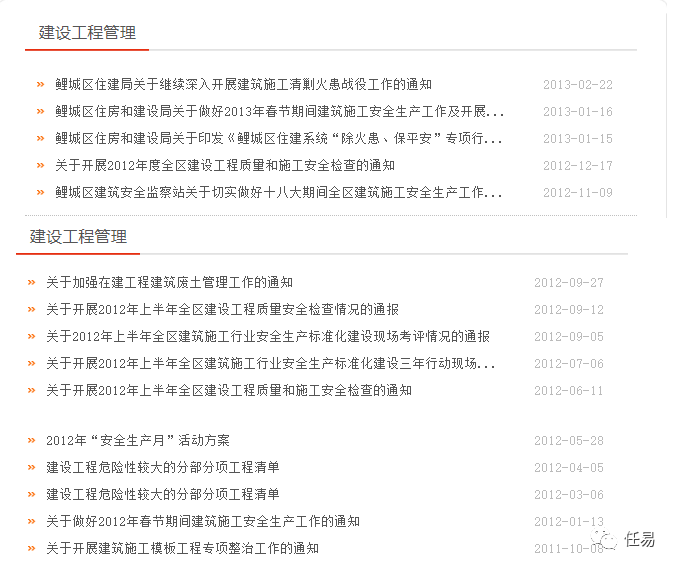 建设工程管理
鲤城区住建局关于继续深入开展建筑施工清剿火患战役工作的通知 2013-02-22
鲤城区住房和建设局关于做好2013年春节期间建筑施工安全生产工作及开展... 2013-01-16
鲤城区住房和建设局关于印发《鲤城区住建系统“除火患、保平安”专项行... 2013-01-15
关于开展2012年度全区建设工程质量和施工安全检查的通知 2012-12-17
鲤城区建筑安全监察站关于切实做好十八大期间全区建筑施工安全生产工作... 2012-11-09
建设工程管理
关于加强在建工程建筑废土管理工作的通知 2012-09-27
关于开展2012年上半年全区建设工程质量安全检查情况的通报 2012-09-12
关于2012年上半年全区建筑施工行业安全生产标准化建设现场考评情况的通报 2012-09-05
关于开展2012年上半年全区建筑施工行业安全生产标准化建设三年行动现场... 2012-07-06
关于开展2012年上半年全区建设工程质量和施工安全检查的通知 2012-06-11
2012年“安全生产月”活动方案 2012-05-28
建设工程危险性较大的分部分项工程清单 2012-04-05
建设工程危险性较大的分部分项工程清单 2012-03-06
关于做好2012年春节期间建筑施工安全生产工作的通知 2012-01-13
关于开展建筑施工模板工程专项整治工作的通知 2011-10-08
任易